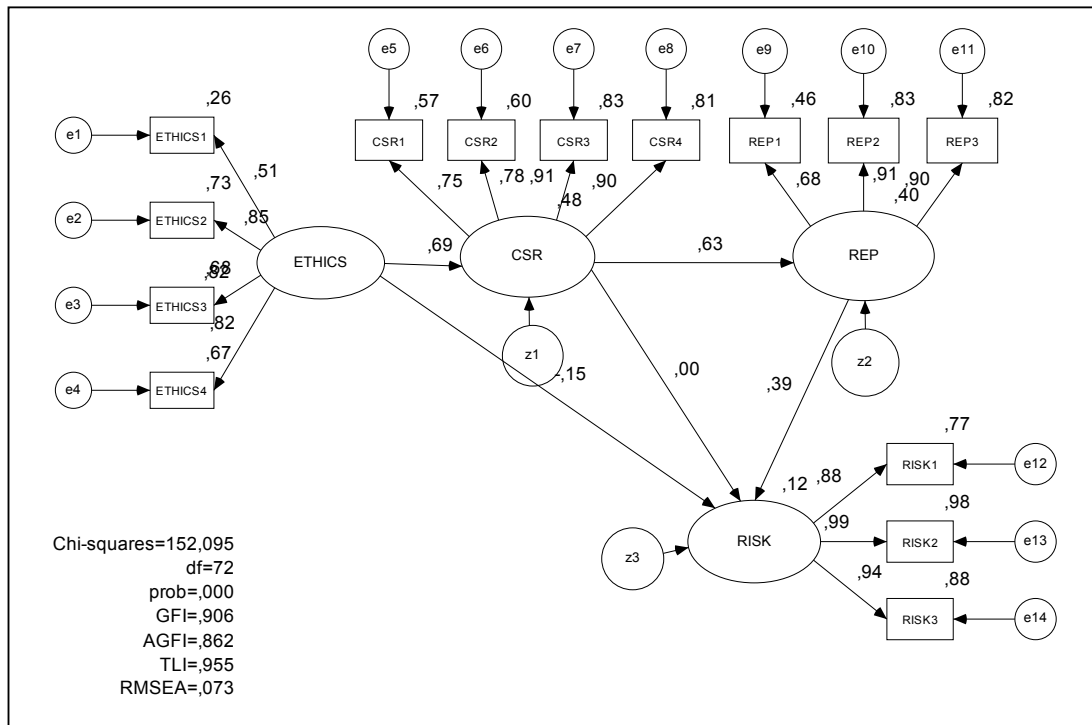 e5
e6
e7
e8
e9
e10
e11
,57
,60
,83
,81
,46
,83
,82
CSR1
CSR2
CSR3
CSR4
REP1
REP2
REP3
,75
,78
,91
,90
,68
,91
,90
,48
,40
,26
e1
ETHICS1
,51
,73
e2
ETHICS2
,85
,68
,82
e3
ETHICS3
,82
,67
e4
ETHICS4
ETHICS
,69
CSR
,63
REP
z1
z2
-,15
,00
,39
,12
,77
,88
RISK1
e12
,98
,99
RISK2
e13
,88
,94
RISK3
e14
RISK
z3
Chi-squares=152,095
df=72
prob=,000
GFI=,906
AGFI=,862
TLI=,955
RMSEA=,073